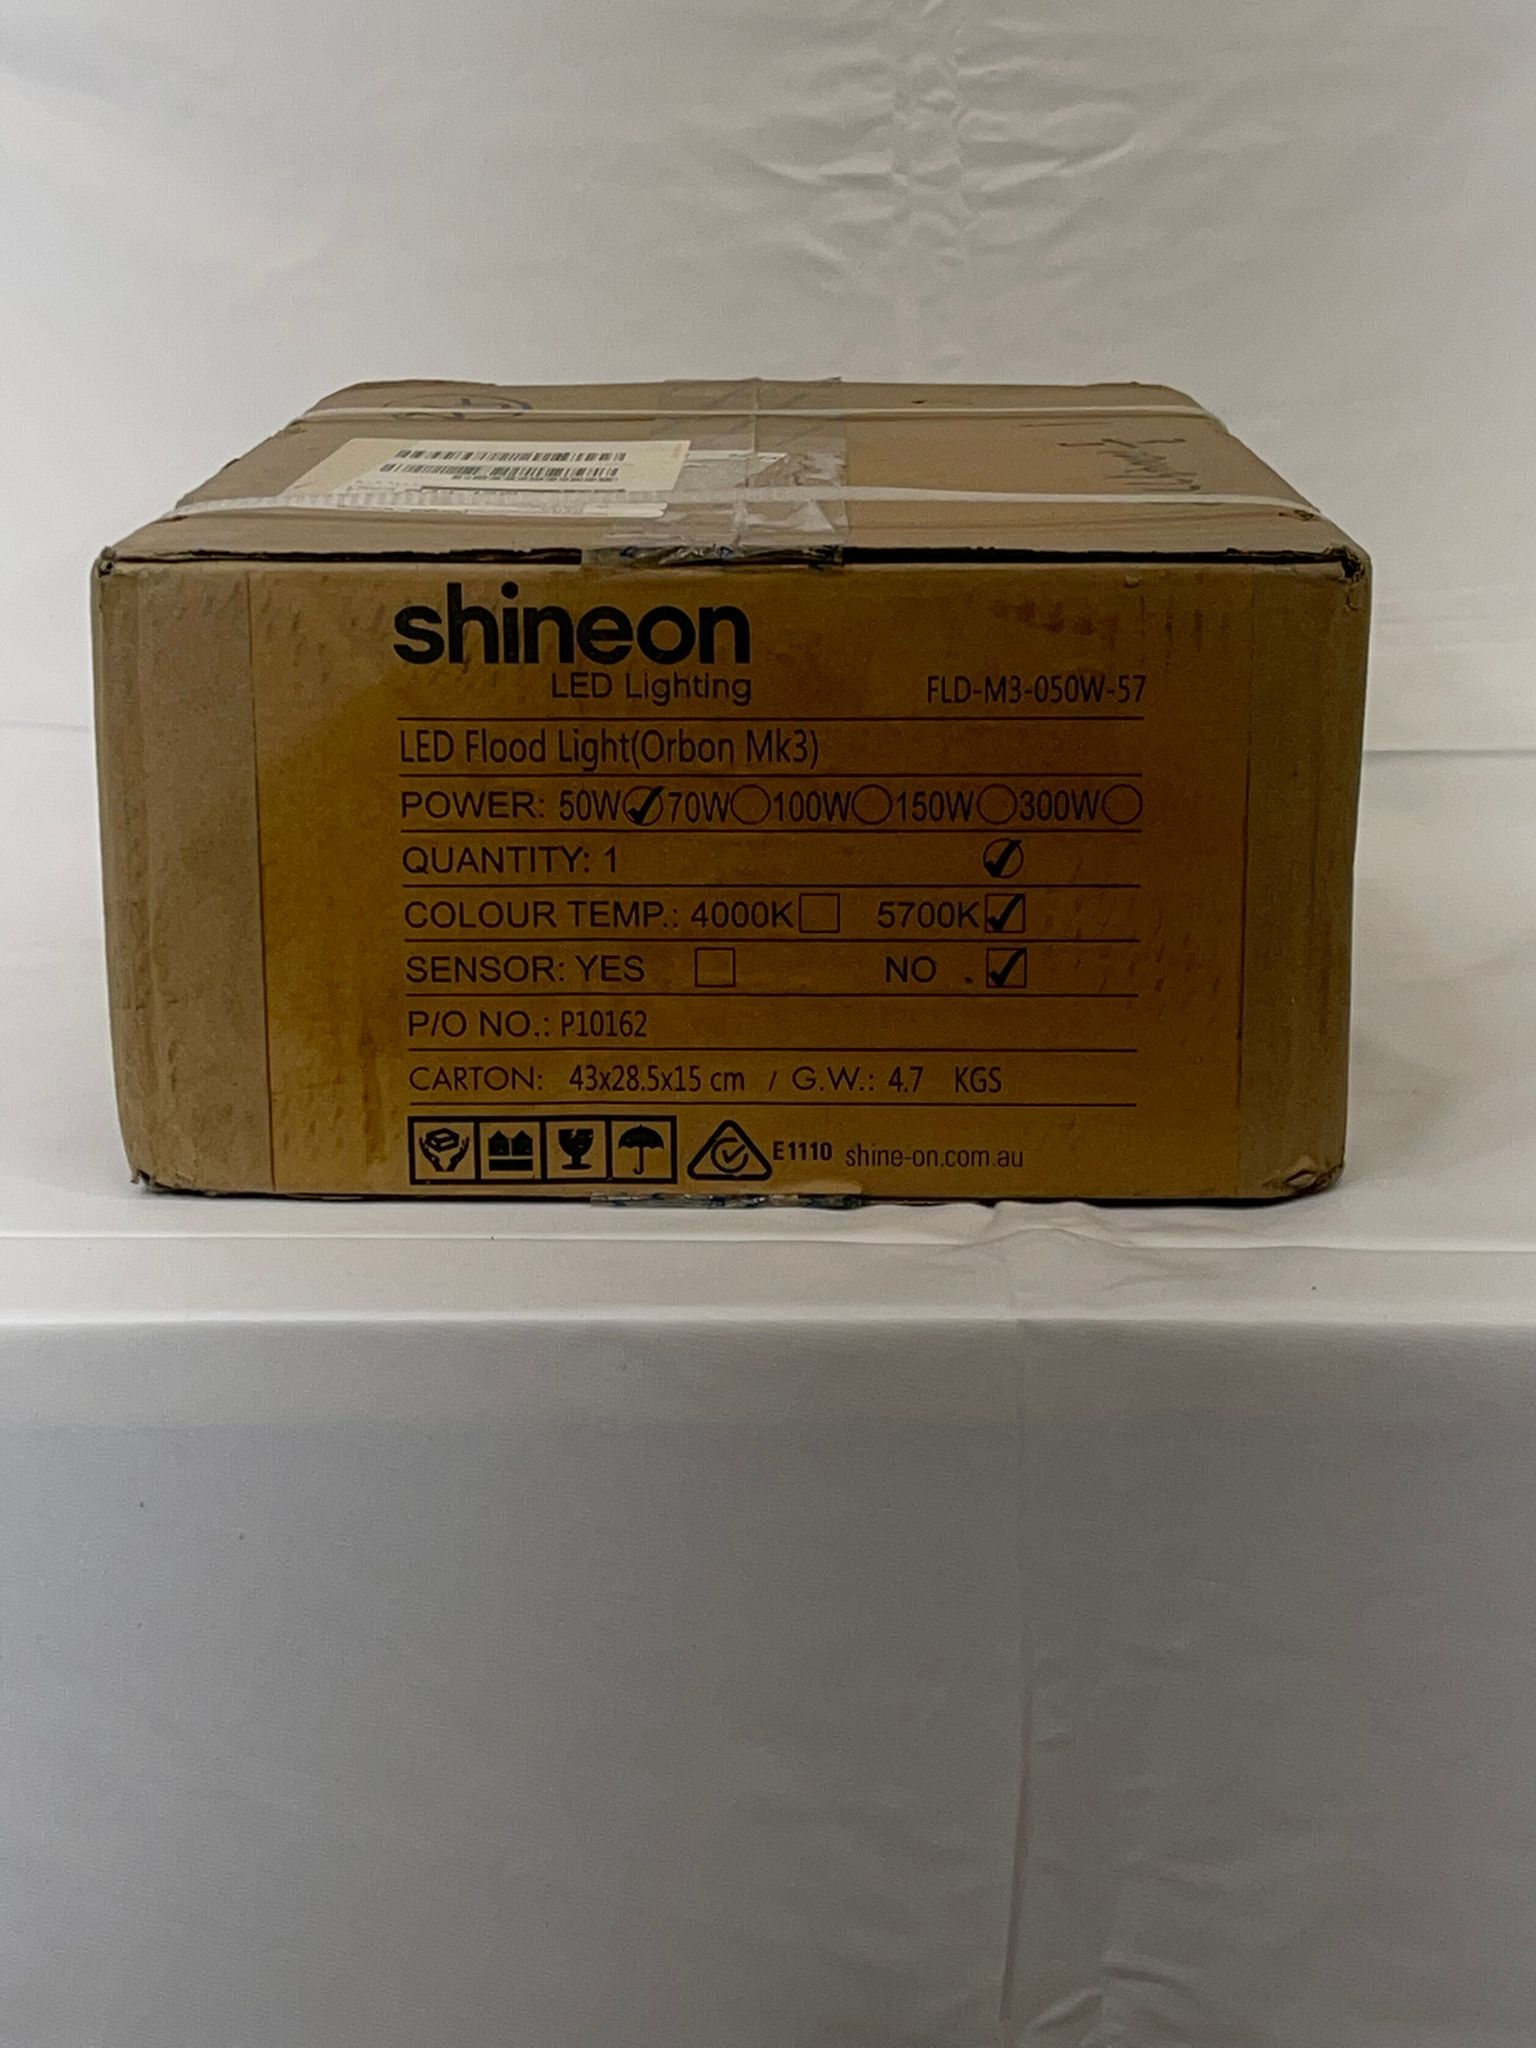 shineon
LED Lighting
FLD-M3-050W-57
LED Flood Light(Orbon Mk3)
POWER: 50W 70W 100W 150W 300W
QUANTITY: 1
COLOUR TEMP.: 4000K 5700K
SENSOR: YES NO .
P/O NO.: P10162
CARTON: 43x28.5x15 cm / G.W.: 4.7 KGS
E1110 shine-on.com.au